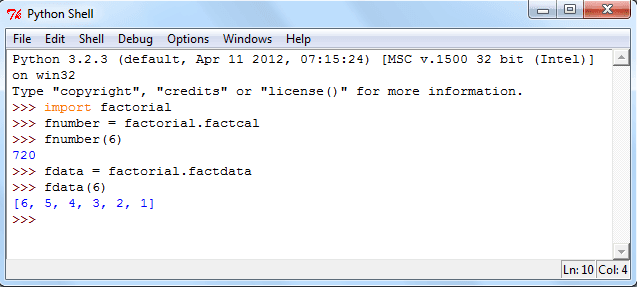 Python Shell
File Edit Shell Debug Options Windows Help
Python 3.2.3 (default, Apr 11 2012, 07:15:24) [MSC v.1500 32 bit (Intel)]
on win32
Type "copyright", "credits" or "license()" for more information.
>>> import factorial
>>> fnumber = factorial.factcal
>>> fnumber(6)
720
>>> fdata = factorial.factdata
>>> fdata(6)
[6, 5, 4, 3, 2, 1]
>>>
Ln: 10 Col: 4